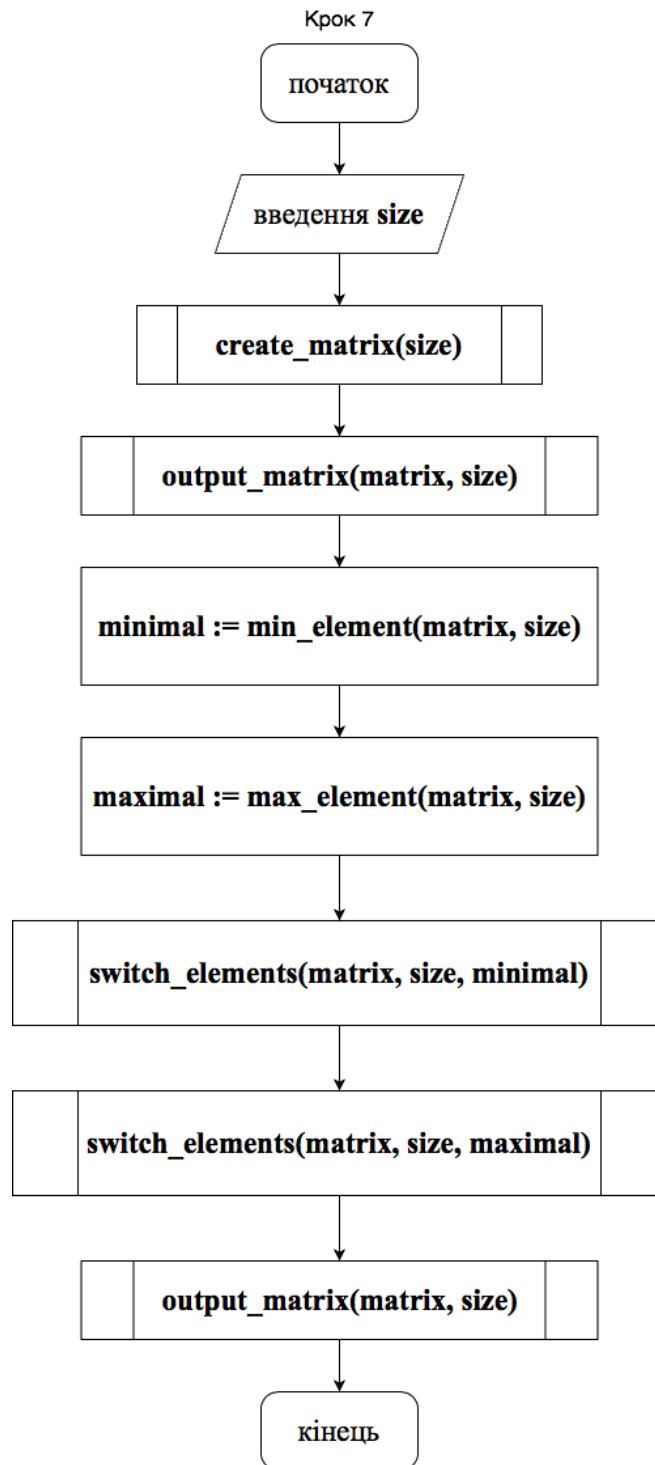 Крок 7
початок
введення size
create_matrix(size)
output_matrix(matrix, size)
minimal := min_element(matrix, size)
maximal := max_element(matrix, size)
switch_elements(matrix, size, minimal)
switch_elements(matrix, size, maximal)
output_matrix(matrix, size)
кінець